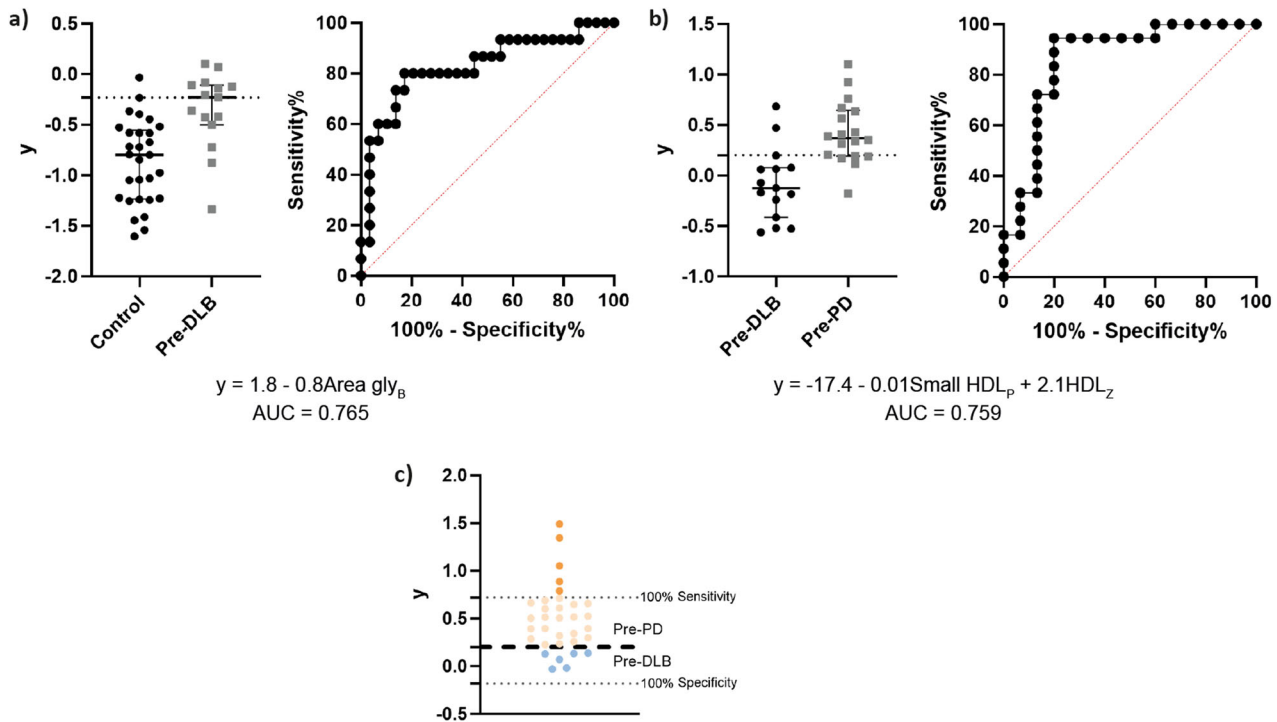 a)
0.5
0.0
-0.5
-1.0
-1.5
-2.0
y
Control
Pre-DLB
100
80
60
40
20
0
Sensitivity%
0 20 40 60 80 100
100% - Specificity%
y = 1.8 - 0.8Area gly_B
AUC = 0.765
b)
1.5
1.0
0.5
0.0
-0.5
-1.0
y
Pre-DLB
Pre-PD
100
80
60
40
20
0
Sensitivity%
0 20 40 60 80 100
100% - Specificity%
y = -17.4 - 0.01Small HDL_P + 2.1HDL_Z
AUC = 0.759
c)
2.0
1.5
1.0
0.5
0.0
-0.5
y
100% Sensitivity
Pre-PD
Pre-DLB
100% Specificity